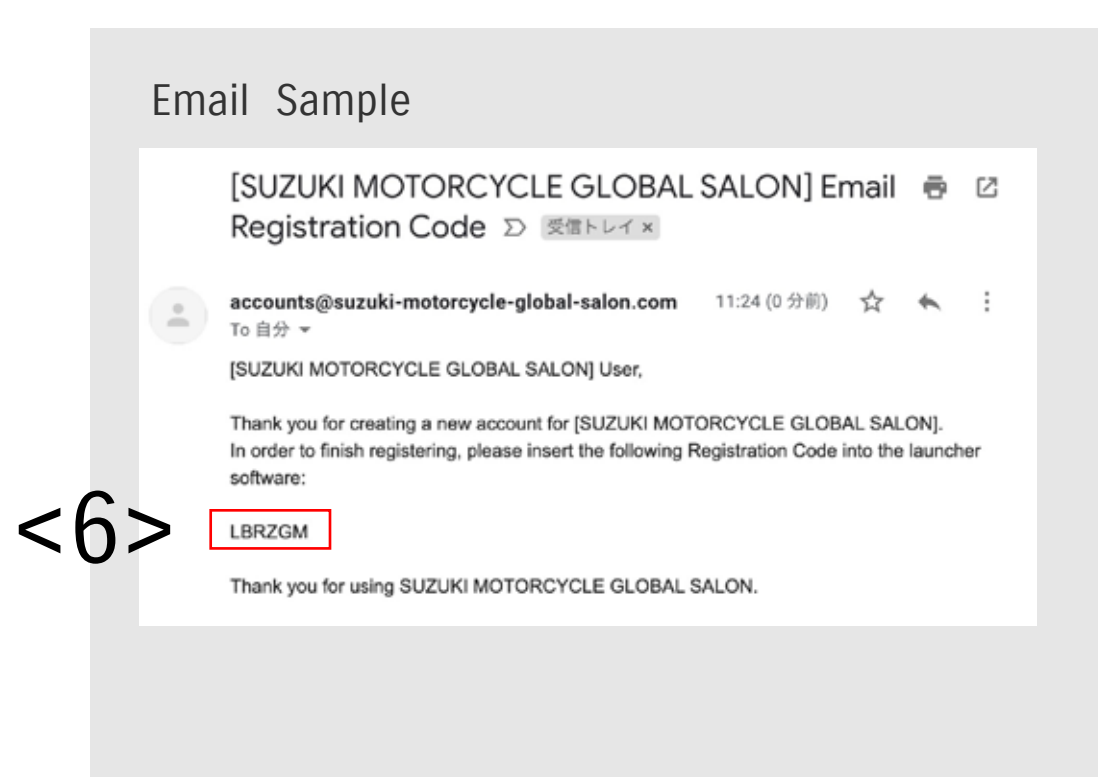 Email Sample
[SUZUKI MOTORCYCLE GLOBAL SALON] Email
Registration Code 受信トレイ ×
accounts@suzuki-motorcycle-global-salon.com 11:24 (0 分前)
To 自分
[SUZUKI MOTORCYCLE GLOBAL SALON] User,
Thank you for creating a new account for [SUZUKI MOTORCYCLE GLOBAL SALON].
In order to finish registering, please insert the following Registration Code into the launcher
software:
<6> LBRZGM
Thank you for using SUZUKI MOTORCYCLE GLOBAL SALON.